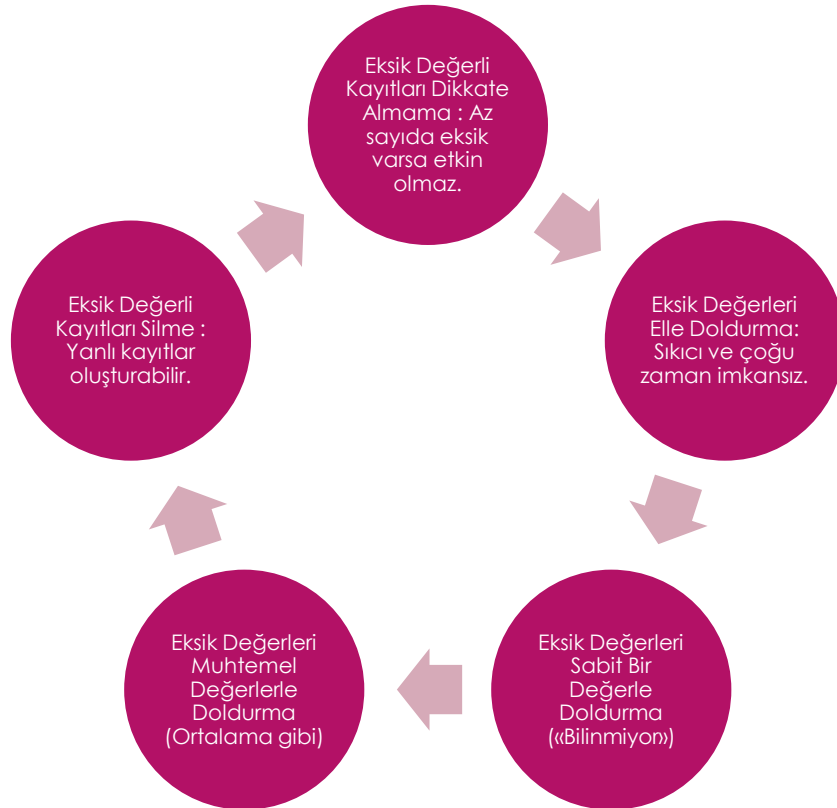 Eksik Değerli
Kayıtları Dikkate
Almama : Az
sayıda eksik
varsa etkin
olmaz.
Eksik Değerleri
Elle Doldurma:
Sıkıcı ve çoğu
zaman imkansız.
Eksik Değerleri
Sabit Bir
Değerle
Doldurma
(«Bilinmiyon»)
Eksik Değerleri
Muhtemel
Değerlerle
Doldurma
(Ortalama gibi)
Eksik Değerli
Kayıtları Silme :
Yanlı kayıtlar
oluşturabilir.